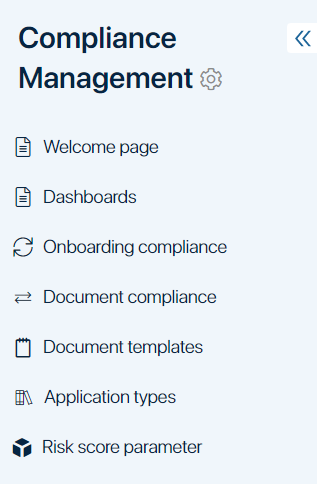 Compliance
Management
Welcome page
Dashboards
Onboarding compliance
Document compliance
Document templates
Application types
Risk score parameter